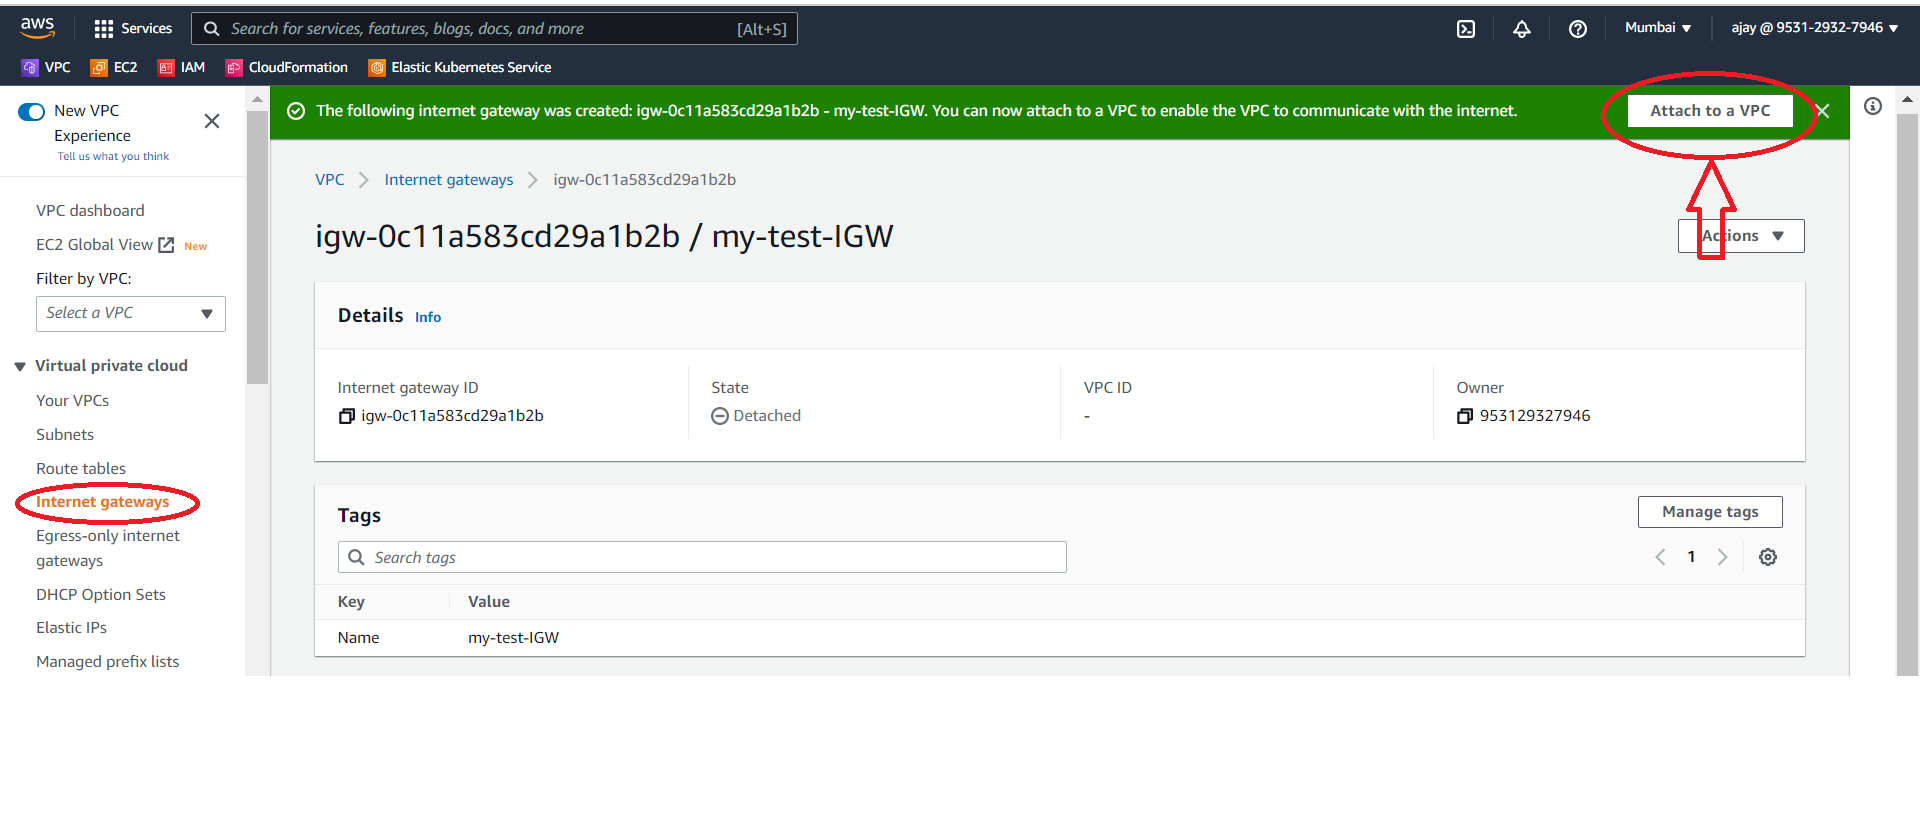 aws
Services
Search for services, features, blogs, docs, and more
[Alt+S]
Mumbai
ajay @ 9531-2932-7946
VPC
EC2
IAM
CloudFormation
Elastic Kubernetes Service
New VPC
Experience
Tell us what you think
The following internet gateway was created: igw-0c11a583cd29a1b2b - my-test-IGW. You can now attach to a VPC to enable the VPC to communicate with the internet.
Attach to a VPC
VPC
Internet gateways
igw-0c11a583cd29a1b2b
VPC dashboard
EC2 Global View
New
Filter by VPC:
Select a VPC
Virtual private cloud
Your VPCs
Subnets
Route tables
Internet gateways
Egress-only internet
gateways
DHCP Option Sets
Elastic IPs
Managed prefix lists
igw-0c11a583cd29a1b2b / my-test-IGW
Actions
Details
Info
Internet gateway ID
igw-0c11a583cd29a1b2b
State
Detached
VPC ID
-
Owner
953129327946
Tags
Manage tags
Search tags
1
Key
Value
Name
my-test-IGW